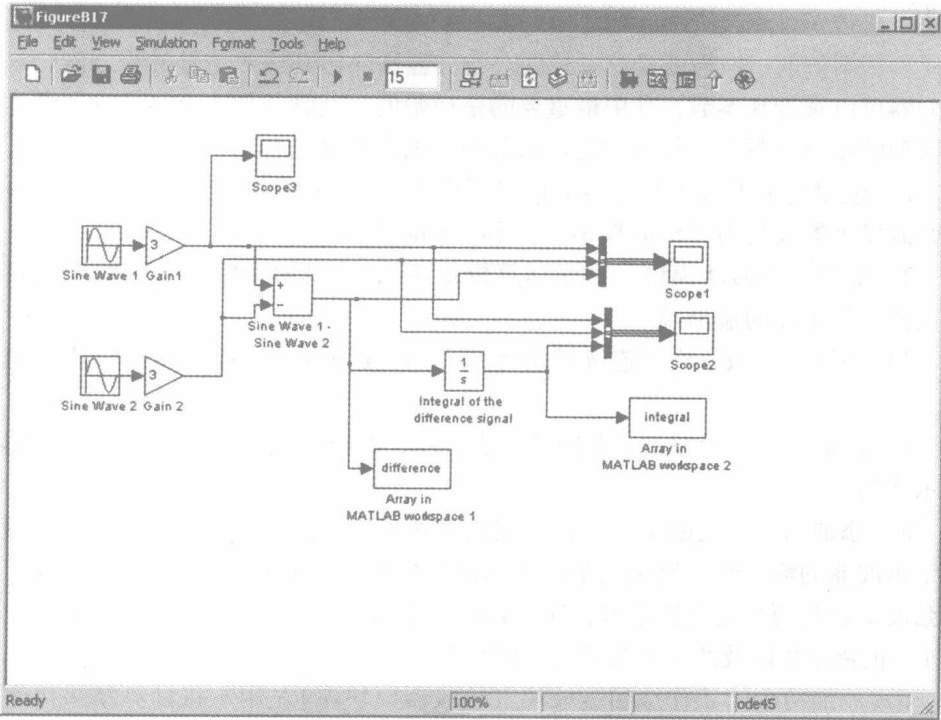 FigureB17
File Edit View Simulation Format Tools Help
15
Scope3
3
Sine Wave 1 Gain1
Scope1
+
−
Sine Wave 1 -
Sine Wave 2
Scope2
3
Sine Wave 2 Gain 2
1
s
Integral of the
difference signal
integral
Array in
MATLAB workspace 2
difference
Array in
MATLAB workspace 1
Ready 100% ode45